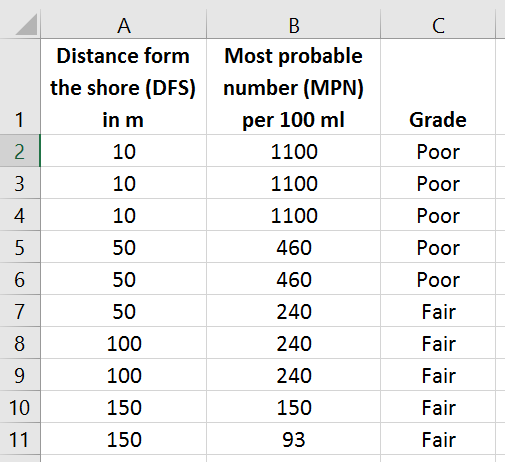 A B C
Distance form Most probable
the shore (DFS) number (MPN)
1 in m per 100 ml Grade
2 10 1100 Poor
3 10 1100 Poor
4 10 1100 Poor
5 50 460 Poor
6 50 460 Poor
7 50 240 Fair
8 100 240 Fair
9 100 240 Fair
10 150 150 Fair
11 150 93 Fair